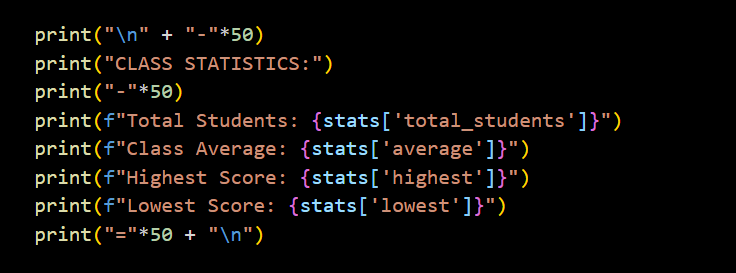 print("\n" + "-"*50)
print("CLASS STATISTICS:")
print("-"*50)
print(f"Total Students: {stats['total_students']}")
print(f"Class Average: {stats['average']}")
print(f"Highest Score: {stats['highest']}")
print(f"Lowest Score: {stats['lowest']}")
print("="*50 + "\n")